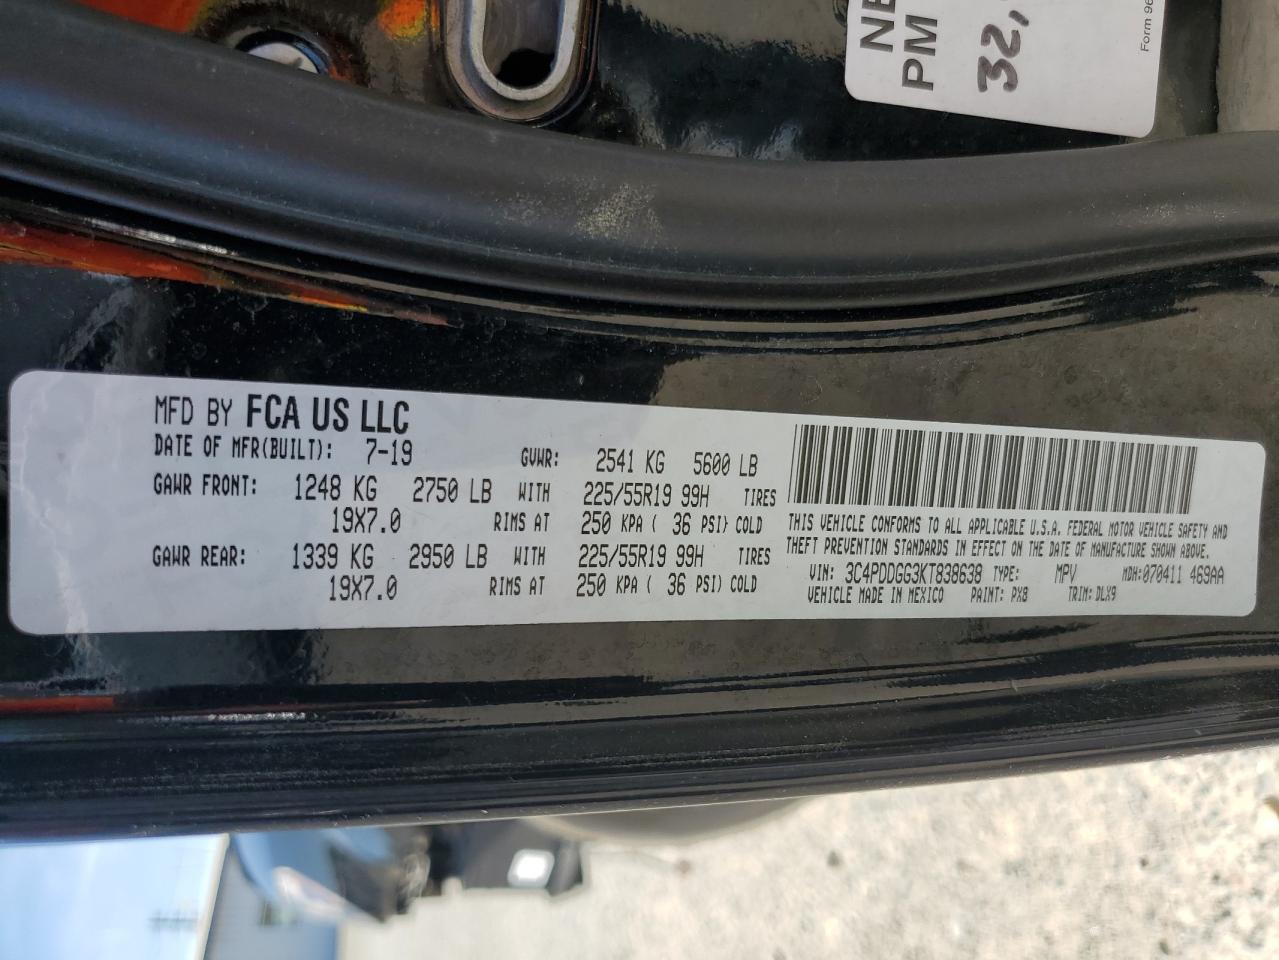 NE
PM
32,
Form 96
MFD BY FCA US LLC
DATE OF MFR(BUILT): 7-19 GVWR: 2541 KG 5600 LB
GAWR FRONT: 1248 KG 2750 LB WITH 225/55R19 99H TIRES
19X7.0 RIMS AT 250 KPA ( 36 PSI) COLD
GAWR REAR: 1339 KG 2950 LB WITH 225/55R19 99H TIRES
19X7.0 RIMS AT 250 KPA ( 36 PSI) COLD
THIS VEHICLE CONFORMS TO ALL APPLICABLE U.S.A. FEDERAL MOTOR VEHICLE SAFETY AND
THEFT PREVENTION STANDARDS IN EFFECT ON THE DATE OF MANUFACTURE SHOWN ABOVE.
VIN: 3C4PDDGG3KT838638 TYPE: MPV MDH:070411 469AA
VEHICLE MADE IN MEXICO PAINT: PX8 TRIM: DLX9